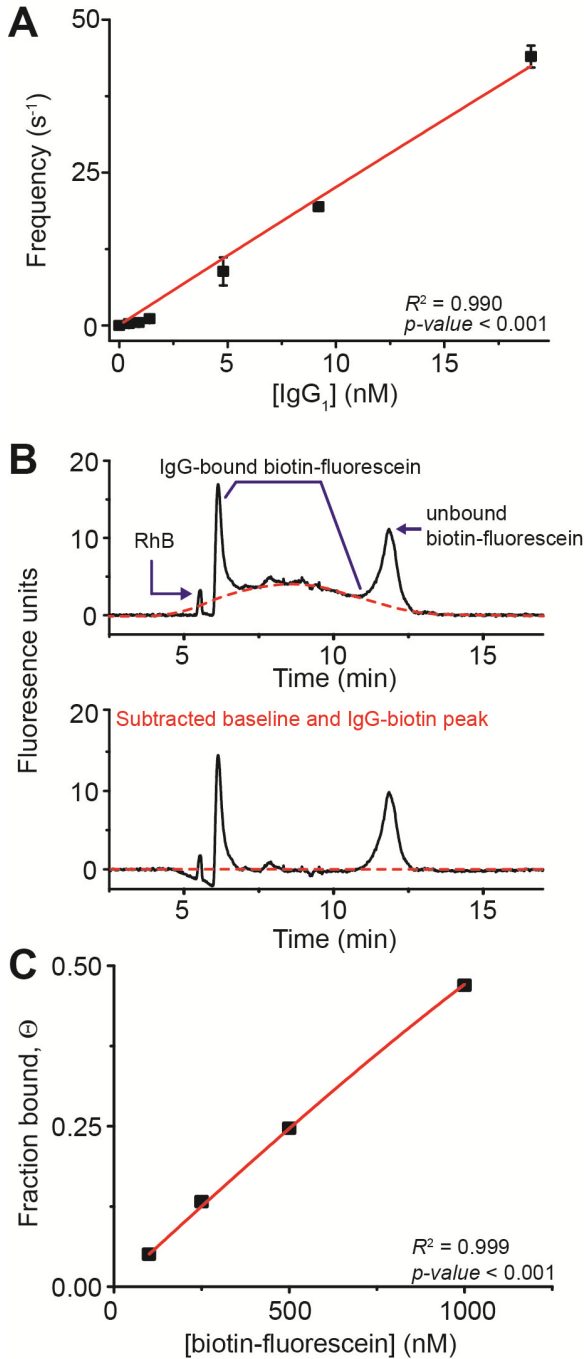 A
50
25
0
Frequency (s⁻¹)
R² = 0.990
p-value < 0.001
0 5 10 15
[IgG₁] (nM)
B
20
10
5
0
IgG-bound biotin-fluorescein
RhB
unbound
biotin-fluorescein
5 10 15
Time (min)
Fluoresence units
20
10
0
Subtracted baseline and IgG-biotin peak
5 10 15
Time (min)
C
0.50
0.25
0.00
Fraction bound, Θ
R² = 0.999
p-value < 0.001
0 500 1000
[biotin-fluorescein] (nM)